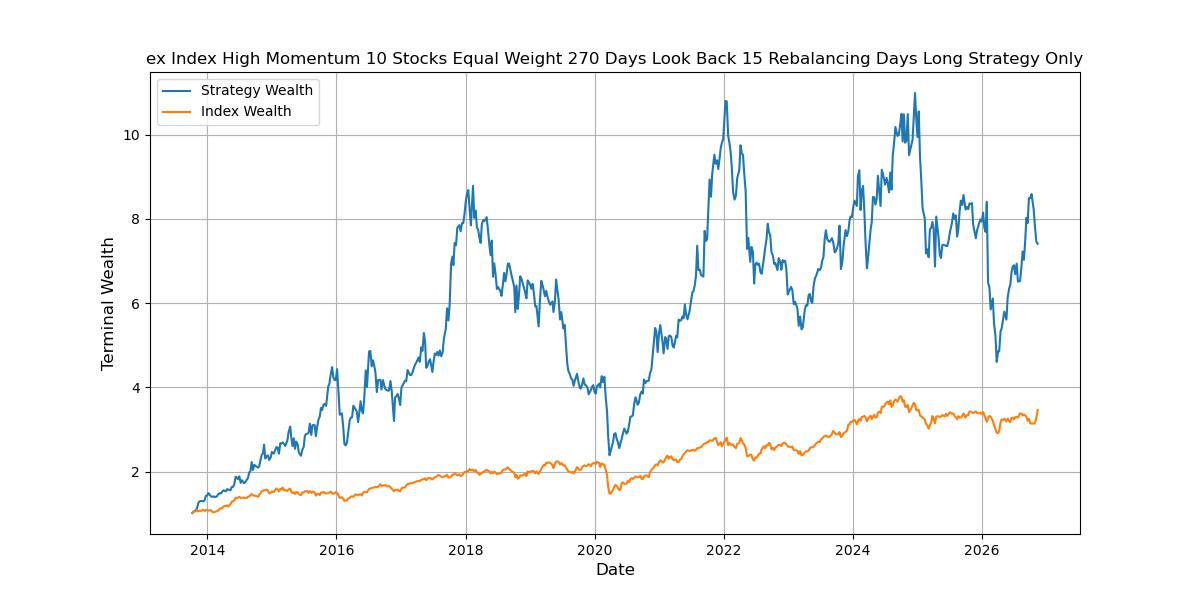 ex Index High Momentum 10 Stocks Equal Weight 270 Days Look Back 15 Rebalancing Days Long Strategy Only
Strategy Wealth
Index Wealth
Terminal Wealth
10
8
6
4
2
2014 2016 2018 2020 2022 2024 2026
Date